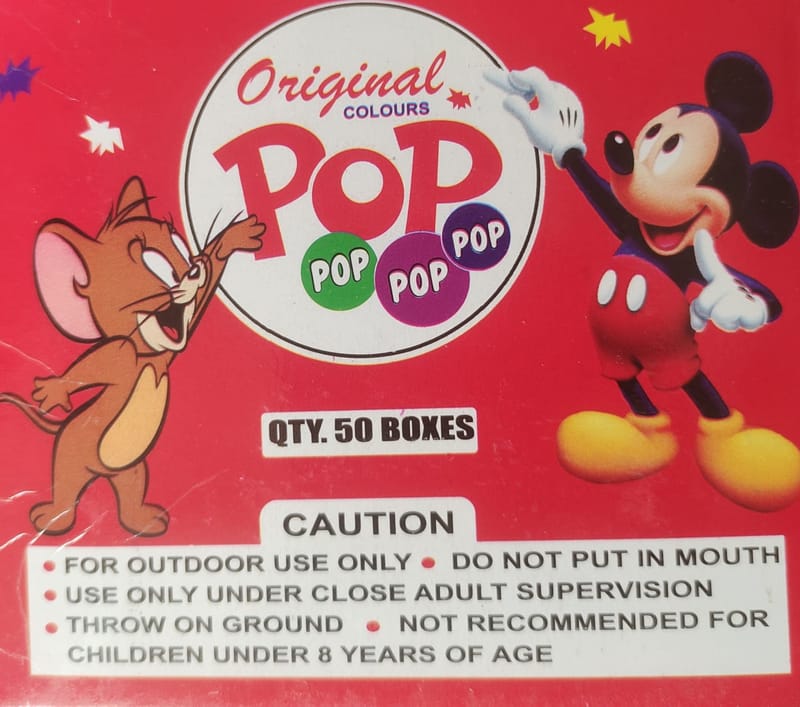 Original
COLOURS
POP
POP
POP
POP
QTY. 50 BOXES
CAUTION
• FOR OUTDOOR USE ONLY • DO NOT PUT IN MOUTH
• USE ONLY UNDER CLOSE ADULT SUPERVISION
• THROW ON GROUND • NOT RECOMMENDED FOR
CHILDREN UNDER 8 YEARS OF AGE